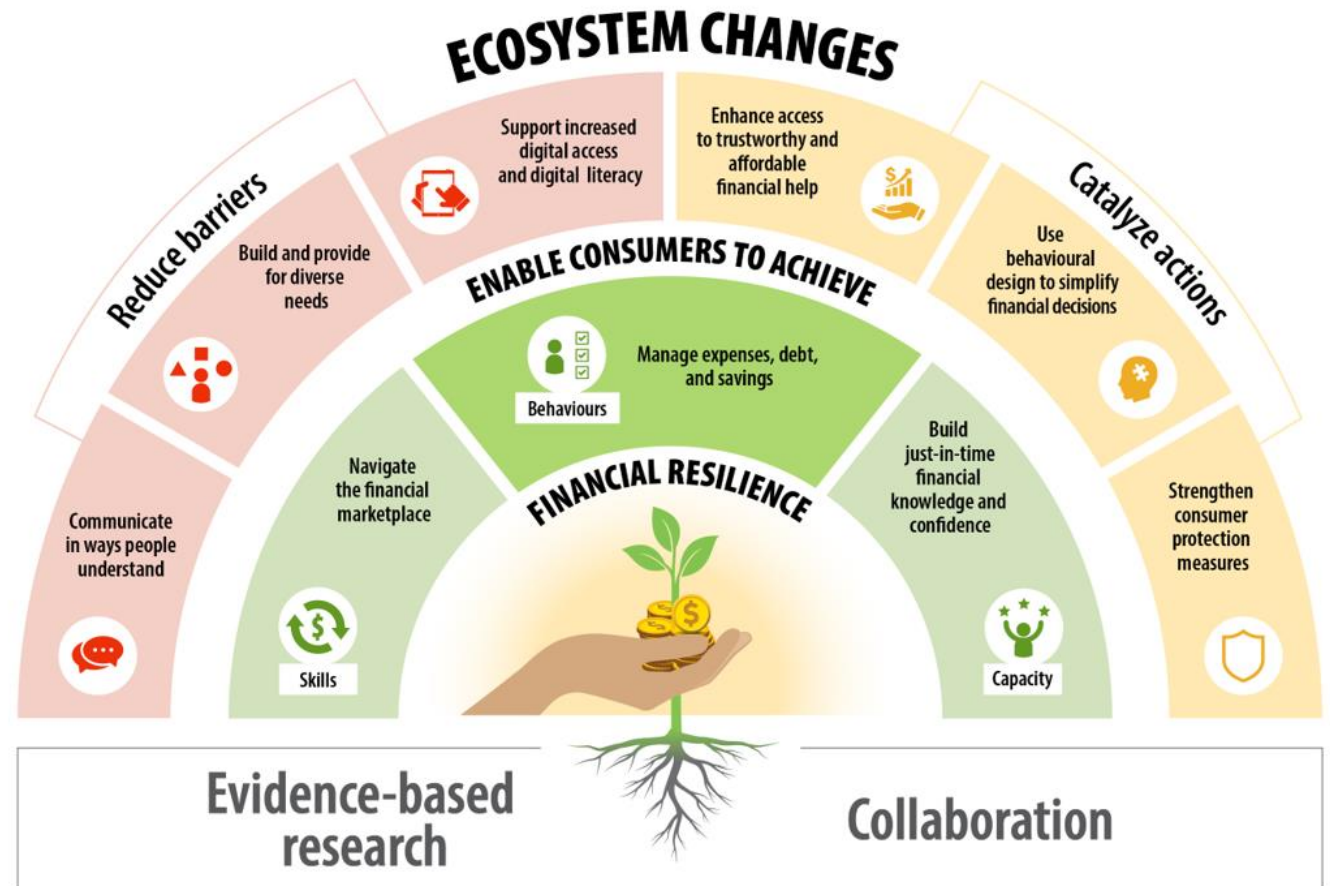 ECOSYSTEM CHANGES
Reduce barriers
Communicate
in ways people
understand
Build and provide
for diverse
needs
Support increased
digital access
and digital literacy
Enhance access
to trustworthy and
affordable
financial help
$
Catalyze actions
Use
behavioural
design to simplify
financial decisions
Strengthen
consumer
protection
measures
ENABLE CONSUMERS TO ACHIEVE
Navigate
the financial
marketplace
$
Skills
Manage expenses, debt,
and savings
Behaviours
Build
just-in-time
financial
knowledge and
confidence
Capacity
FINANCIAL RESILIENCE
$
$
$
Evidence-based
research
Collaboration